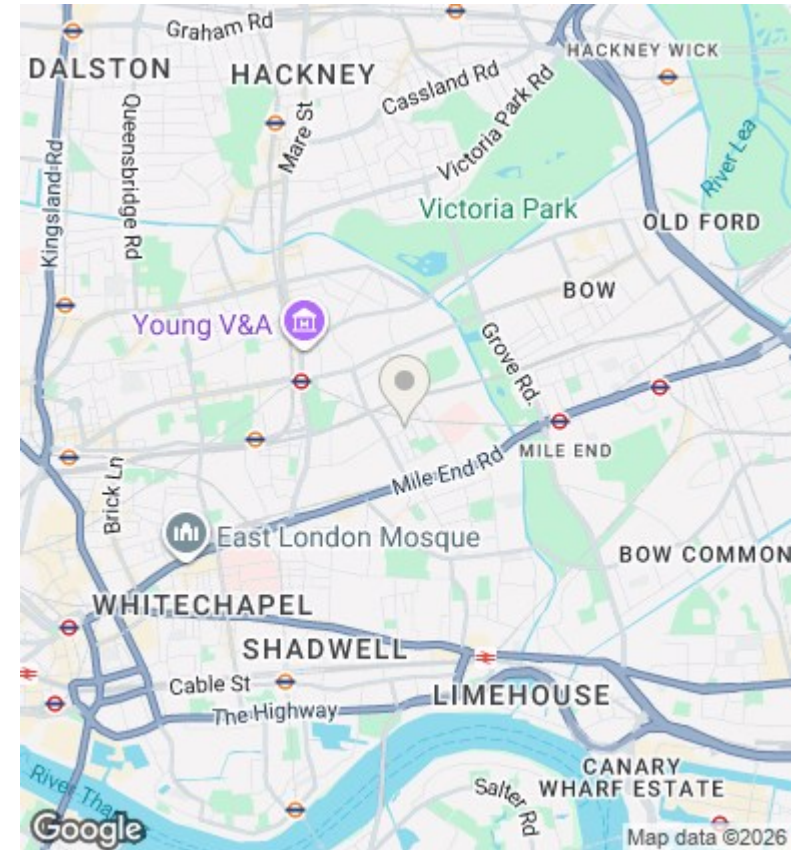 Graham Rd
HACKNEY WICK
DALSTON
HACKNEY
Cassland Rd
Queensbridge Rd
Mare St
Victoria Park Rd
River Lea
Kingsland Rd
Victoria Park
OLD FORD
BOW
Young V&A
Grove Rd.
MILE END
Mile End Rd
Brick Ln
East London Mosque
BOW COMMON
WHITECHAPEL
SHADWELL
Cable St
LIMEHOUSE
The Highway
CANARY
WHARF ESTATE
River Tha
Salter Rd
Google
Map data ©2026